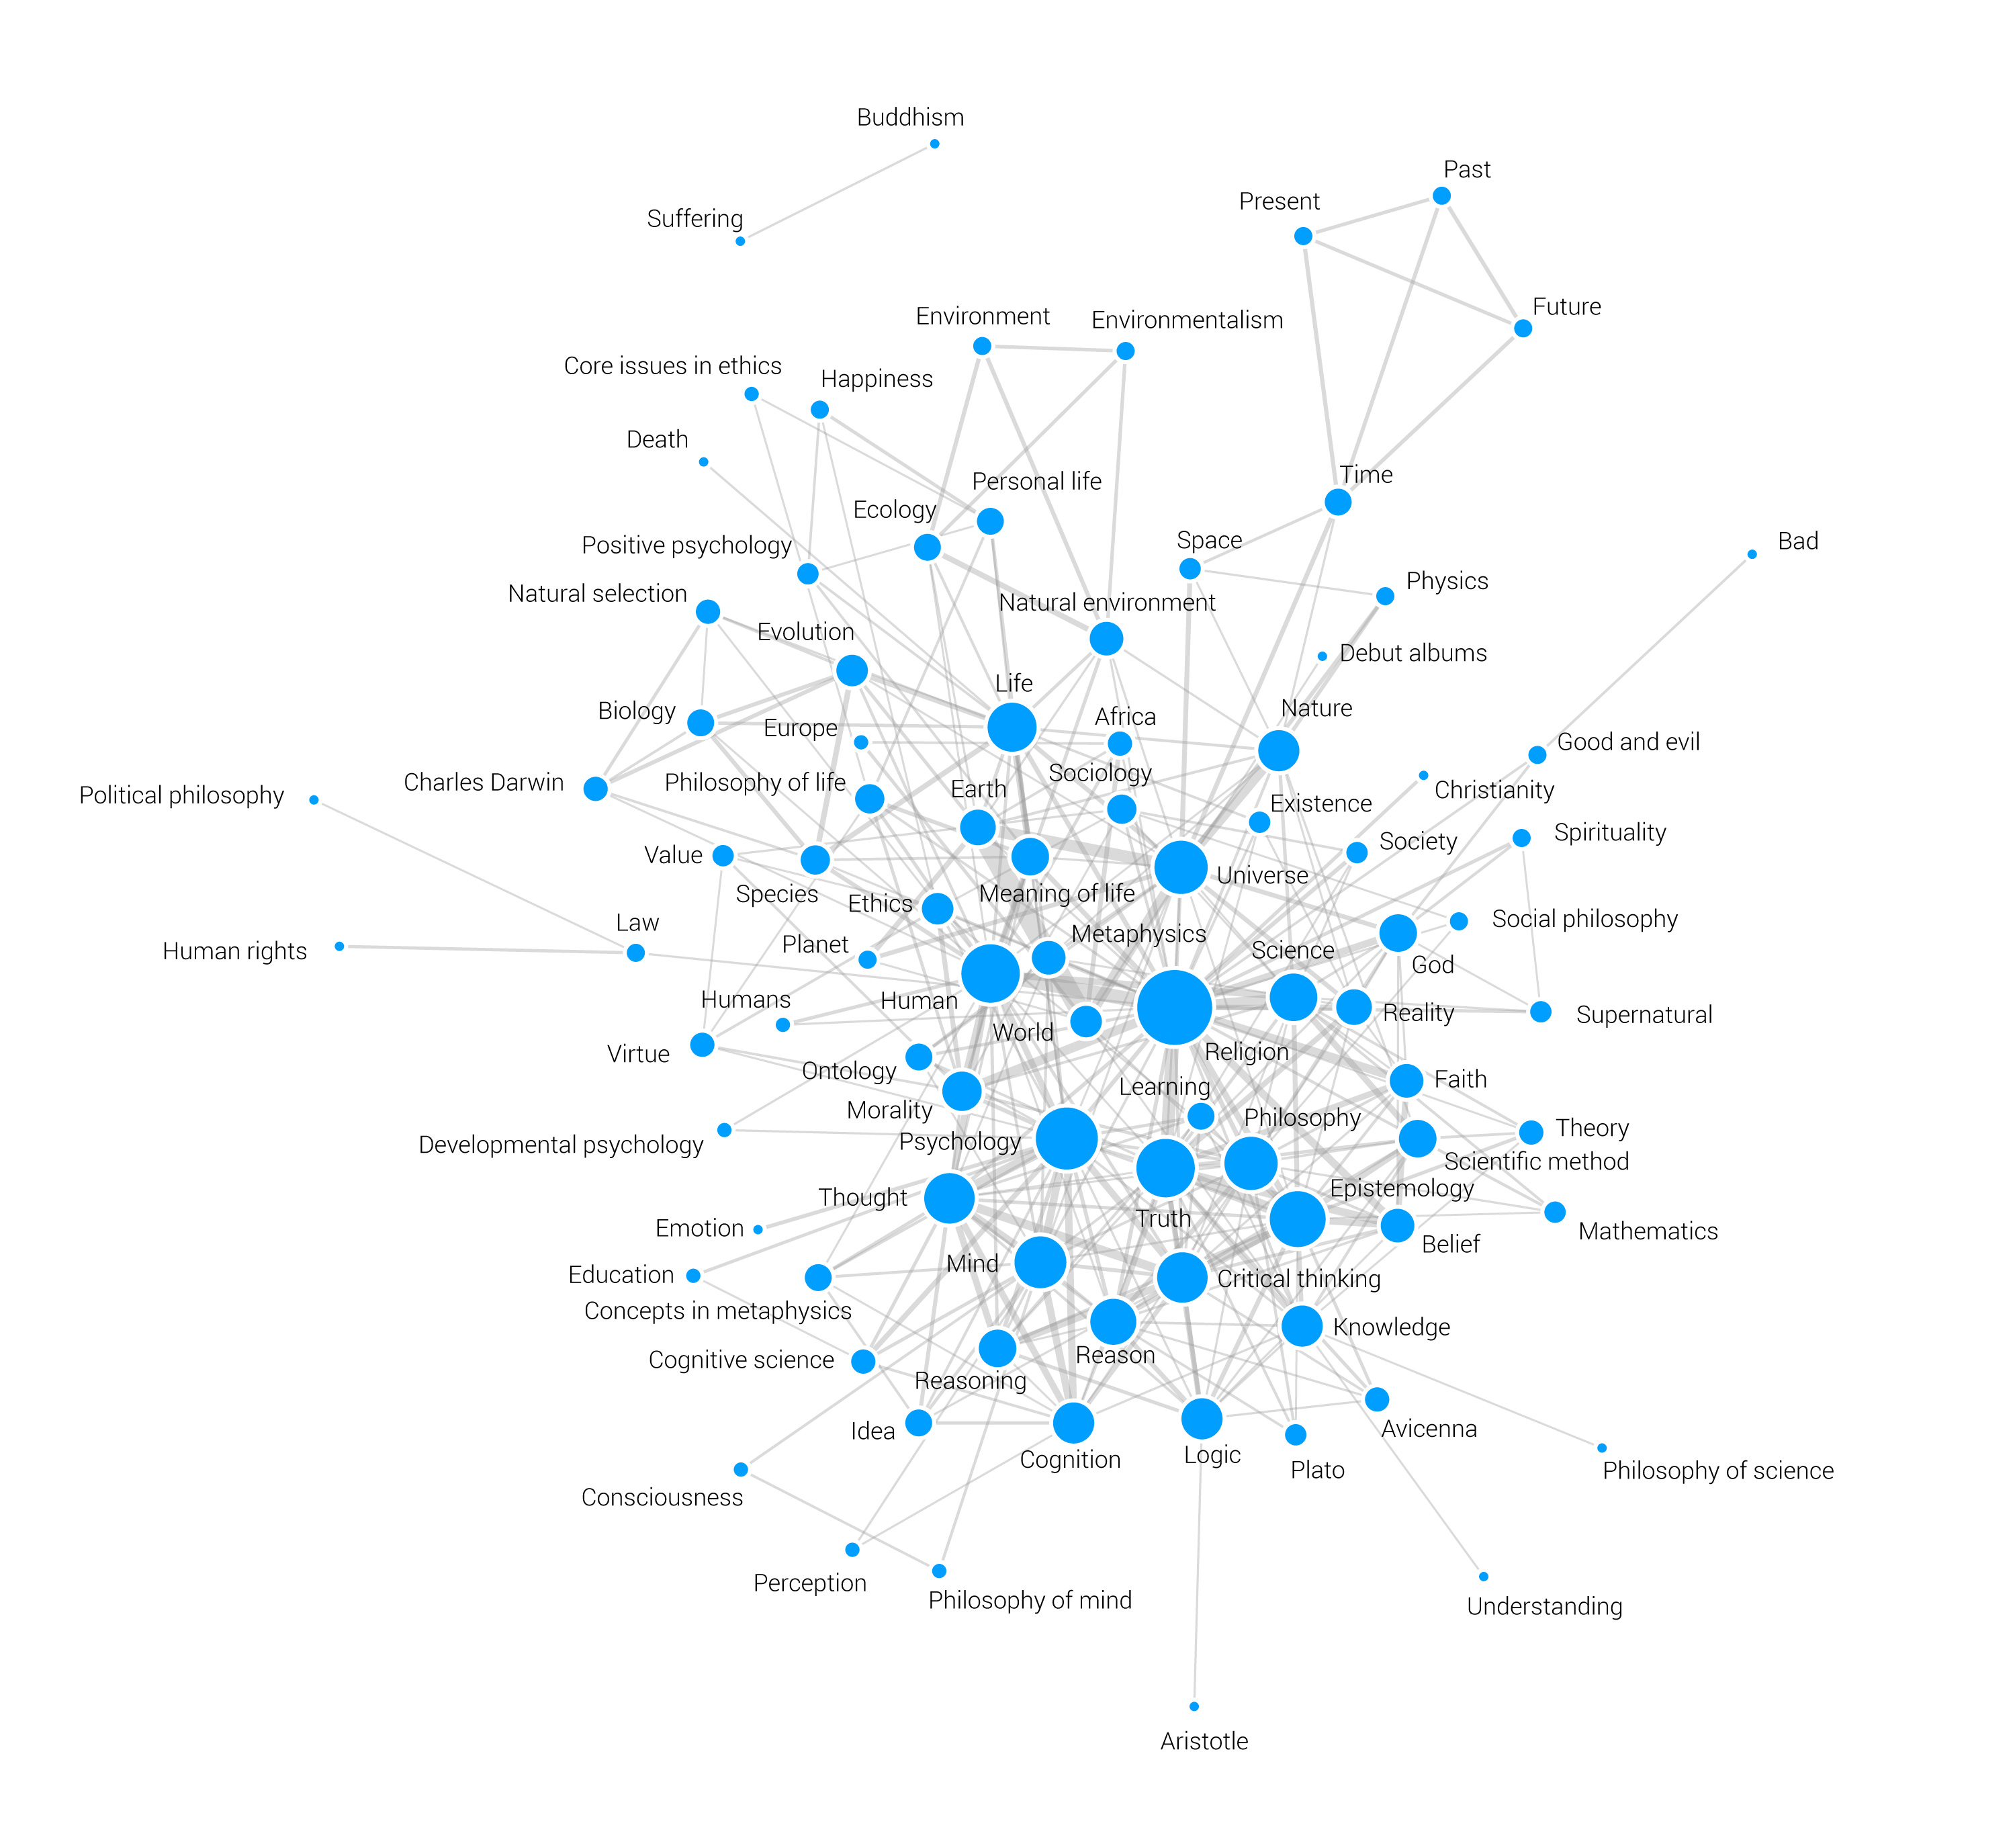 Buddhism
Past
Present
Suffering
Future
Environment
Environmentalism
Core issues in ethics
Happiness
Death
Time
Personal life
Ecology
Space
Bad
Positive psychology
Physics
Natural selection
Natural environment
Evolution
Debut albums
Life
Nature
Biology
Africa
Europe
Good and evil
Sociology
Charles Darwin
Philosophy of life
Earth
Christianity
Political philosophy
Existence
Spirituality
Society
Value
Universe
Species
Meaning of life
Ethics
Social philosophy
Law
Metaphysics
Planet
Human rights
Science
God
Humans
Human
Reality
Supernatural
World
Virtue
Religion
Ontology
Learning
Faith
Morality
Philosophy
Theory
Psychology
Developmental psychology
Scientific method
Epistemology
Thought
Truth
Emotion
Mathematics
Belief
Mind
Education
Critical thinking
Concepts in metaphysics
Knowledge
Reason
Cognitive science
Reasoning
Idea
Avicenna
Logic
Cognition
Plato
Philosophy of science
Consciousness
Perception
Philosophy of mind
Understanding
Aristotle